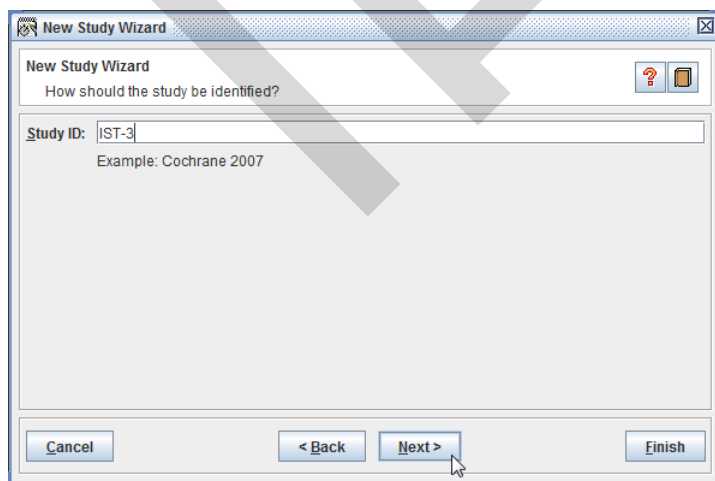 New Study Wizard
New Study Wizard
How should the study be identified?
Study ID: IST-3
Example: Cochrane 2007
Cancel < Back Next > Finish